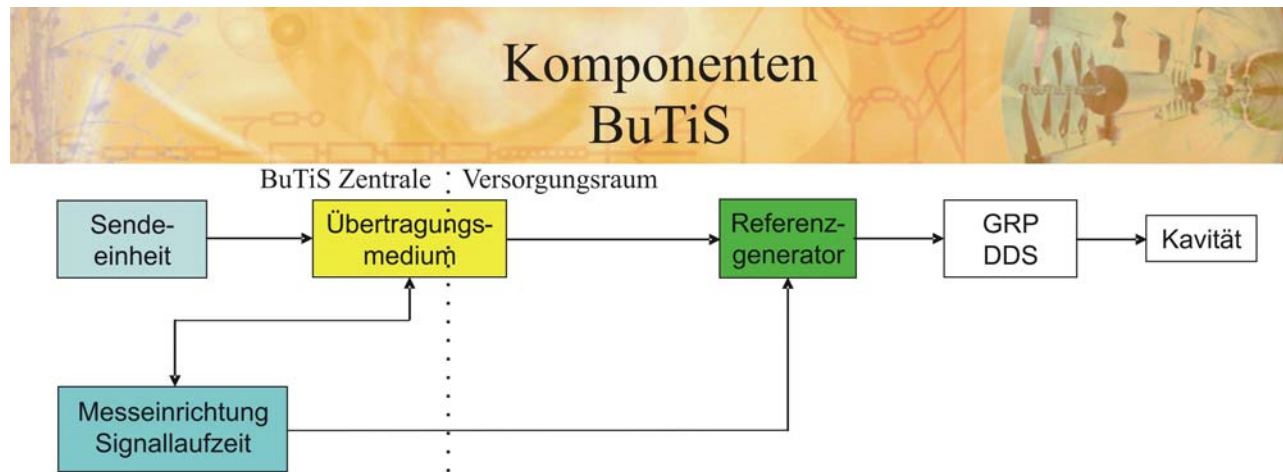 Komponenten
BuTiS
BuTiS Zentrale
Versorgungsraum
Sende-
einheit
Übertragungs-
medium
Referenz-
generator
GRP
DDS
Kavität
Messeinrichtung
Signallaufzeit